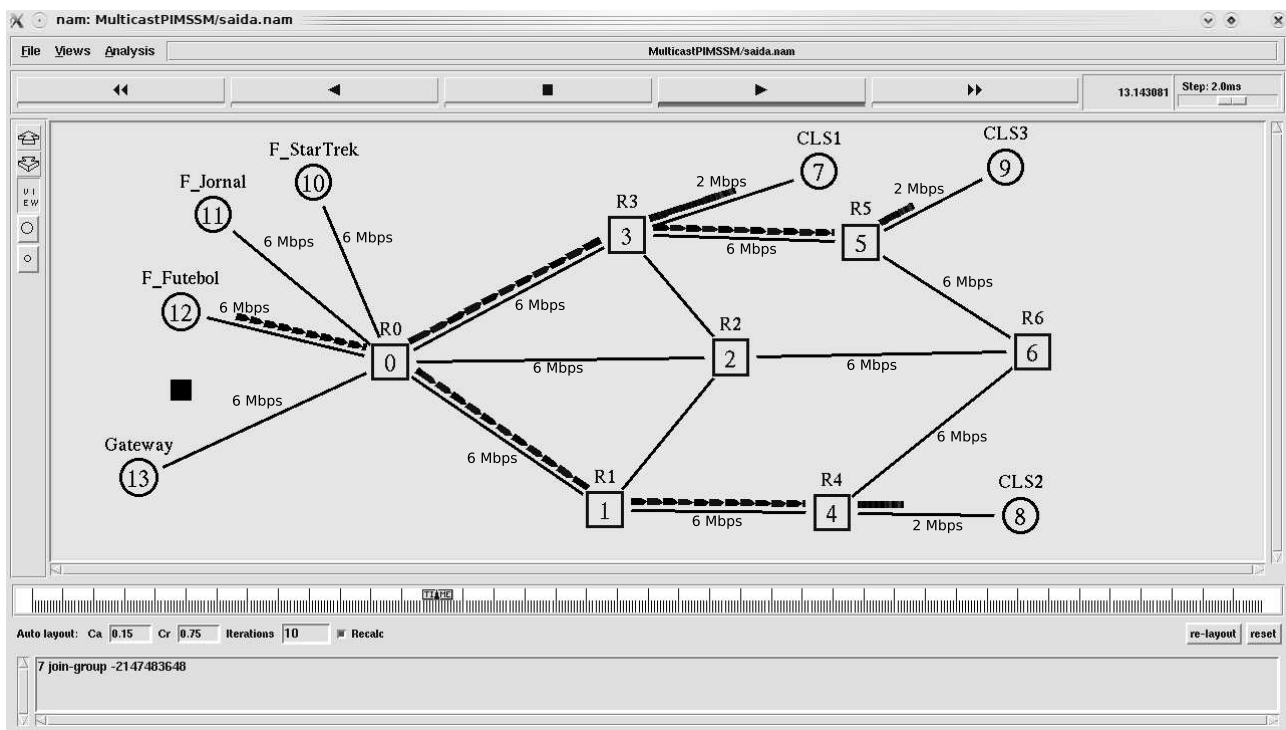 nam: MulticastPIMSSM/saida.nam
File Views Analysis MulticastPIMSSM/saida.nam
13.143081 Step: 2.0ms
VIEW
F_StarTrek
10
F_Jornal
11
6 Mbps
6 Mbps
F_Futebol
12
6 Mbps
R0
0
6 Mbps
Gateway
13
CLS1
7
2 Mbps
CLS3
9
2 Mbps
R3
3
R5
5
6 Mbps
6 Mbps
6 Mbps
R2
2
R6
6
6 Mbps
6 Mbps
6 Mbps
6 Mbps
R1
1
R4
4
6 Mbps
CLS2
8
2 Mbps
TIME
Auto layout: Ca 0.15 Cr 0.75 Iterations 10 Recalc re-layout reset
7 join-group -2147483648